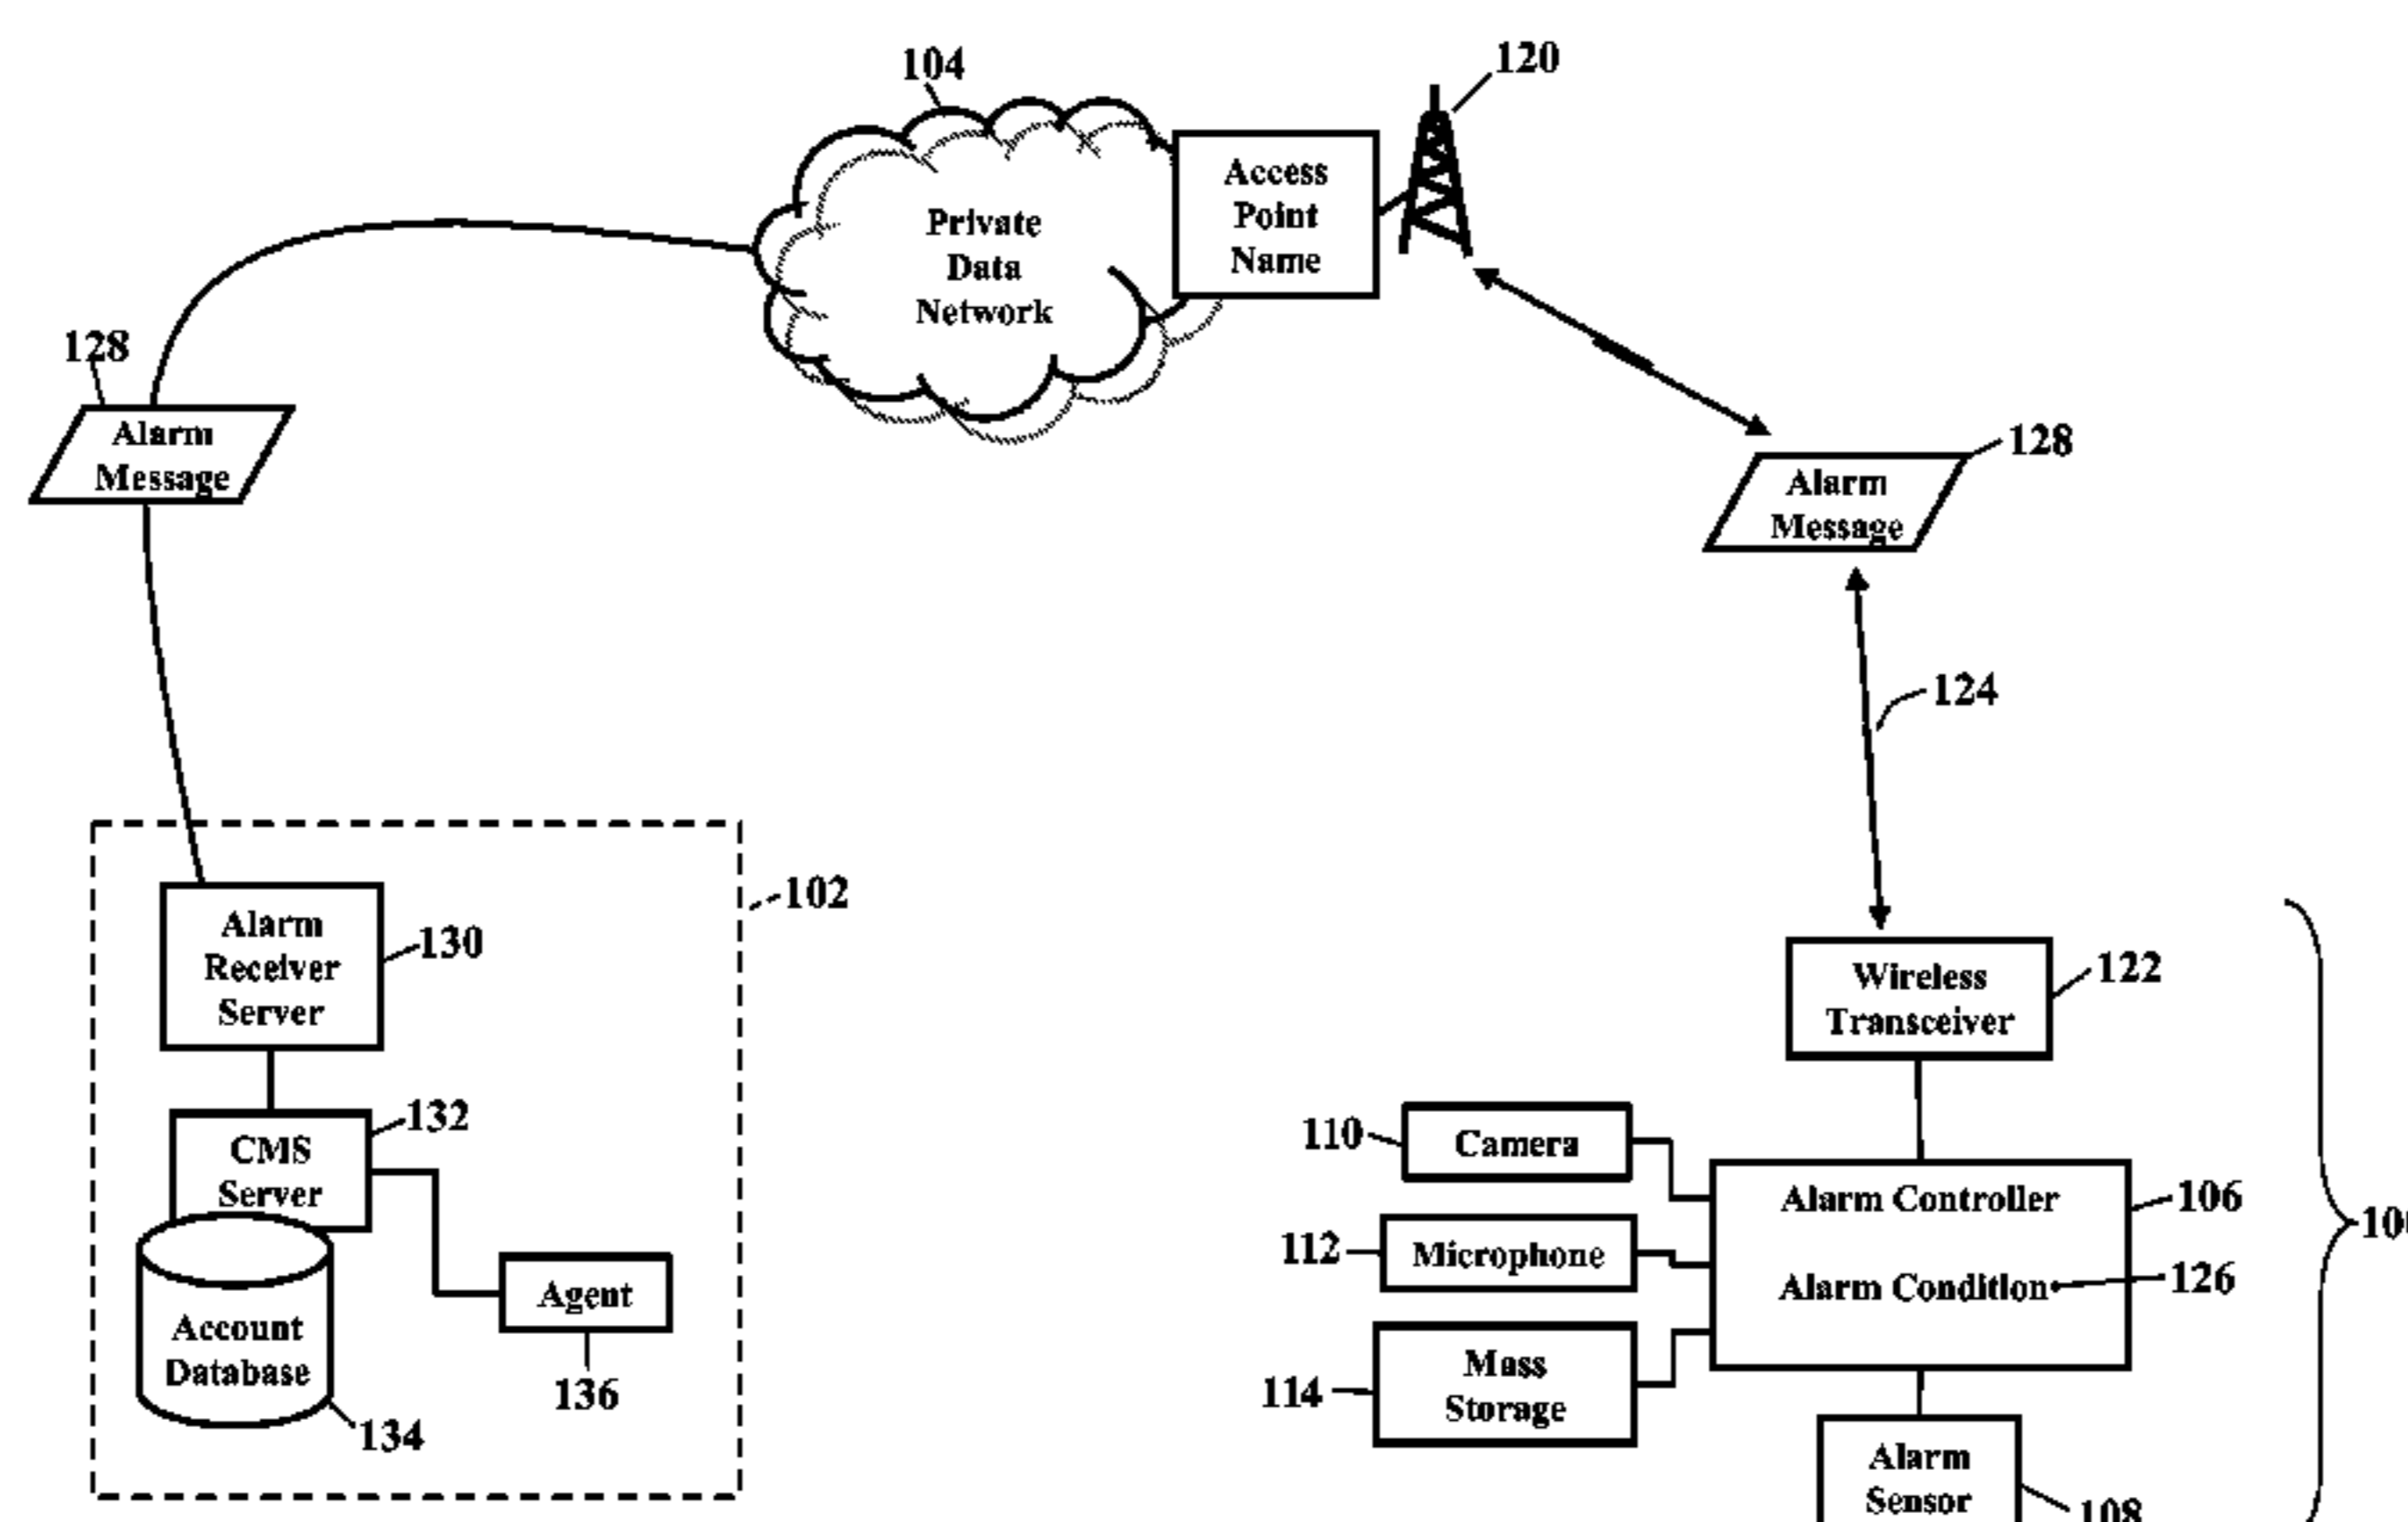 104
120
Access
Point
Name
Private
Data
Network
128
Alarm
Message
128
Alarm
Message
124
102
Alarm
Receiver
Server
130
Wireless
Transceiver
122
132
CMS
Server
110
Camera
Alarm Controller
106
112
Microphone
Alarm Condition
126
Agent
136
Account
Database
134
114
Mass
Storage
Alarm
Sensor
108